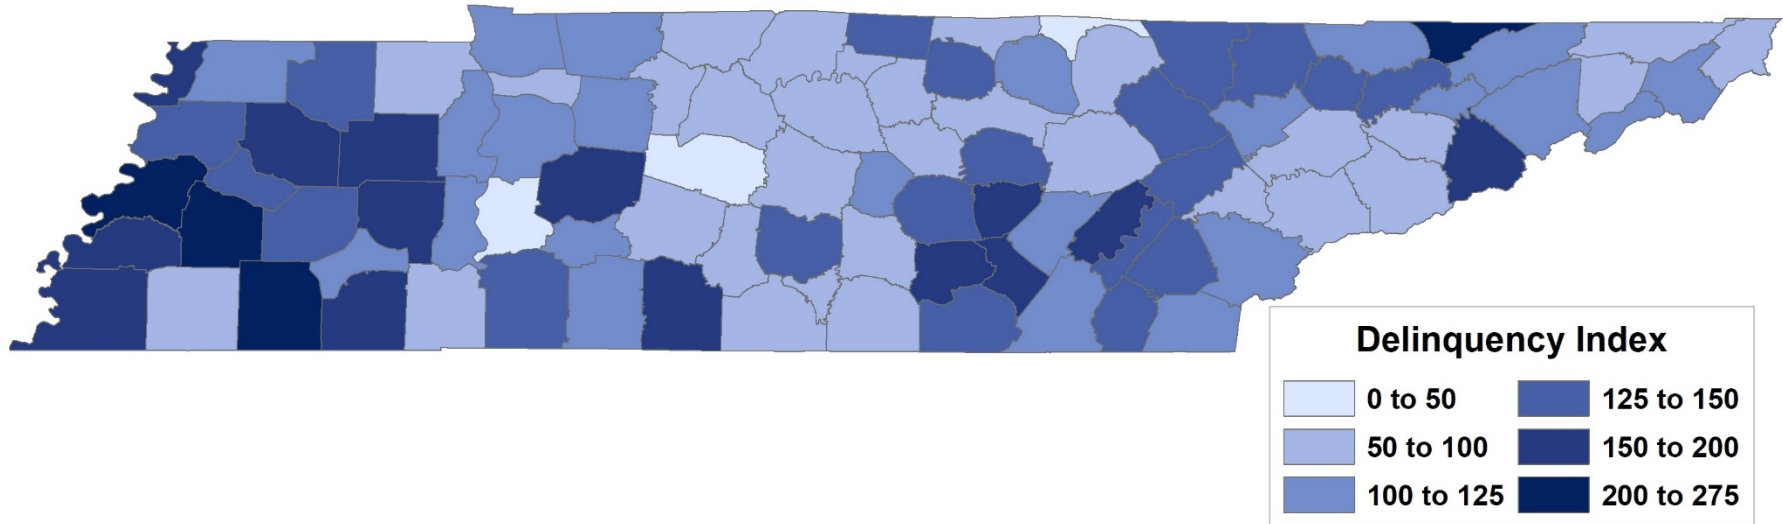 Delinquency Index
0 to 50
50 to 100
100 to 125
125 to 150
150 to 200
200 to 275